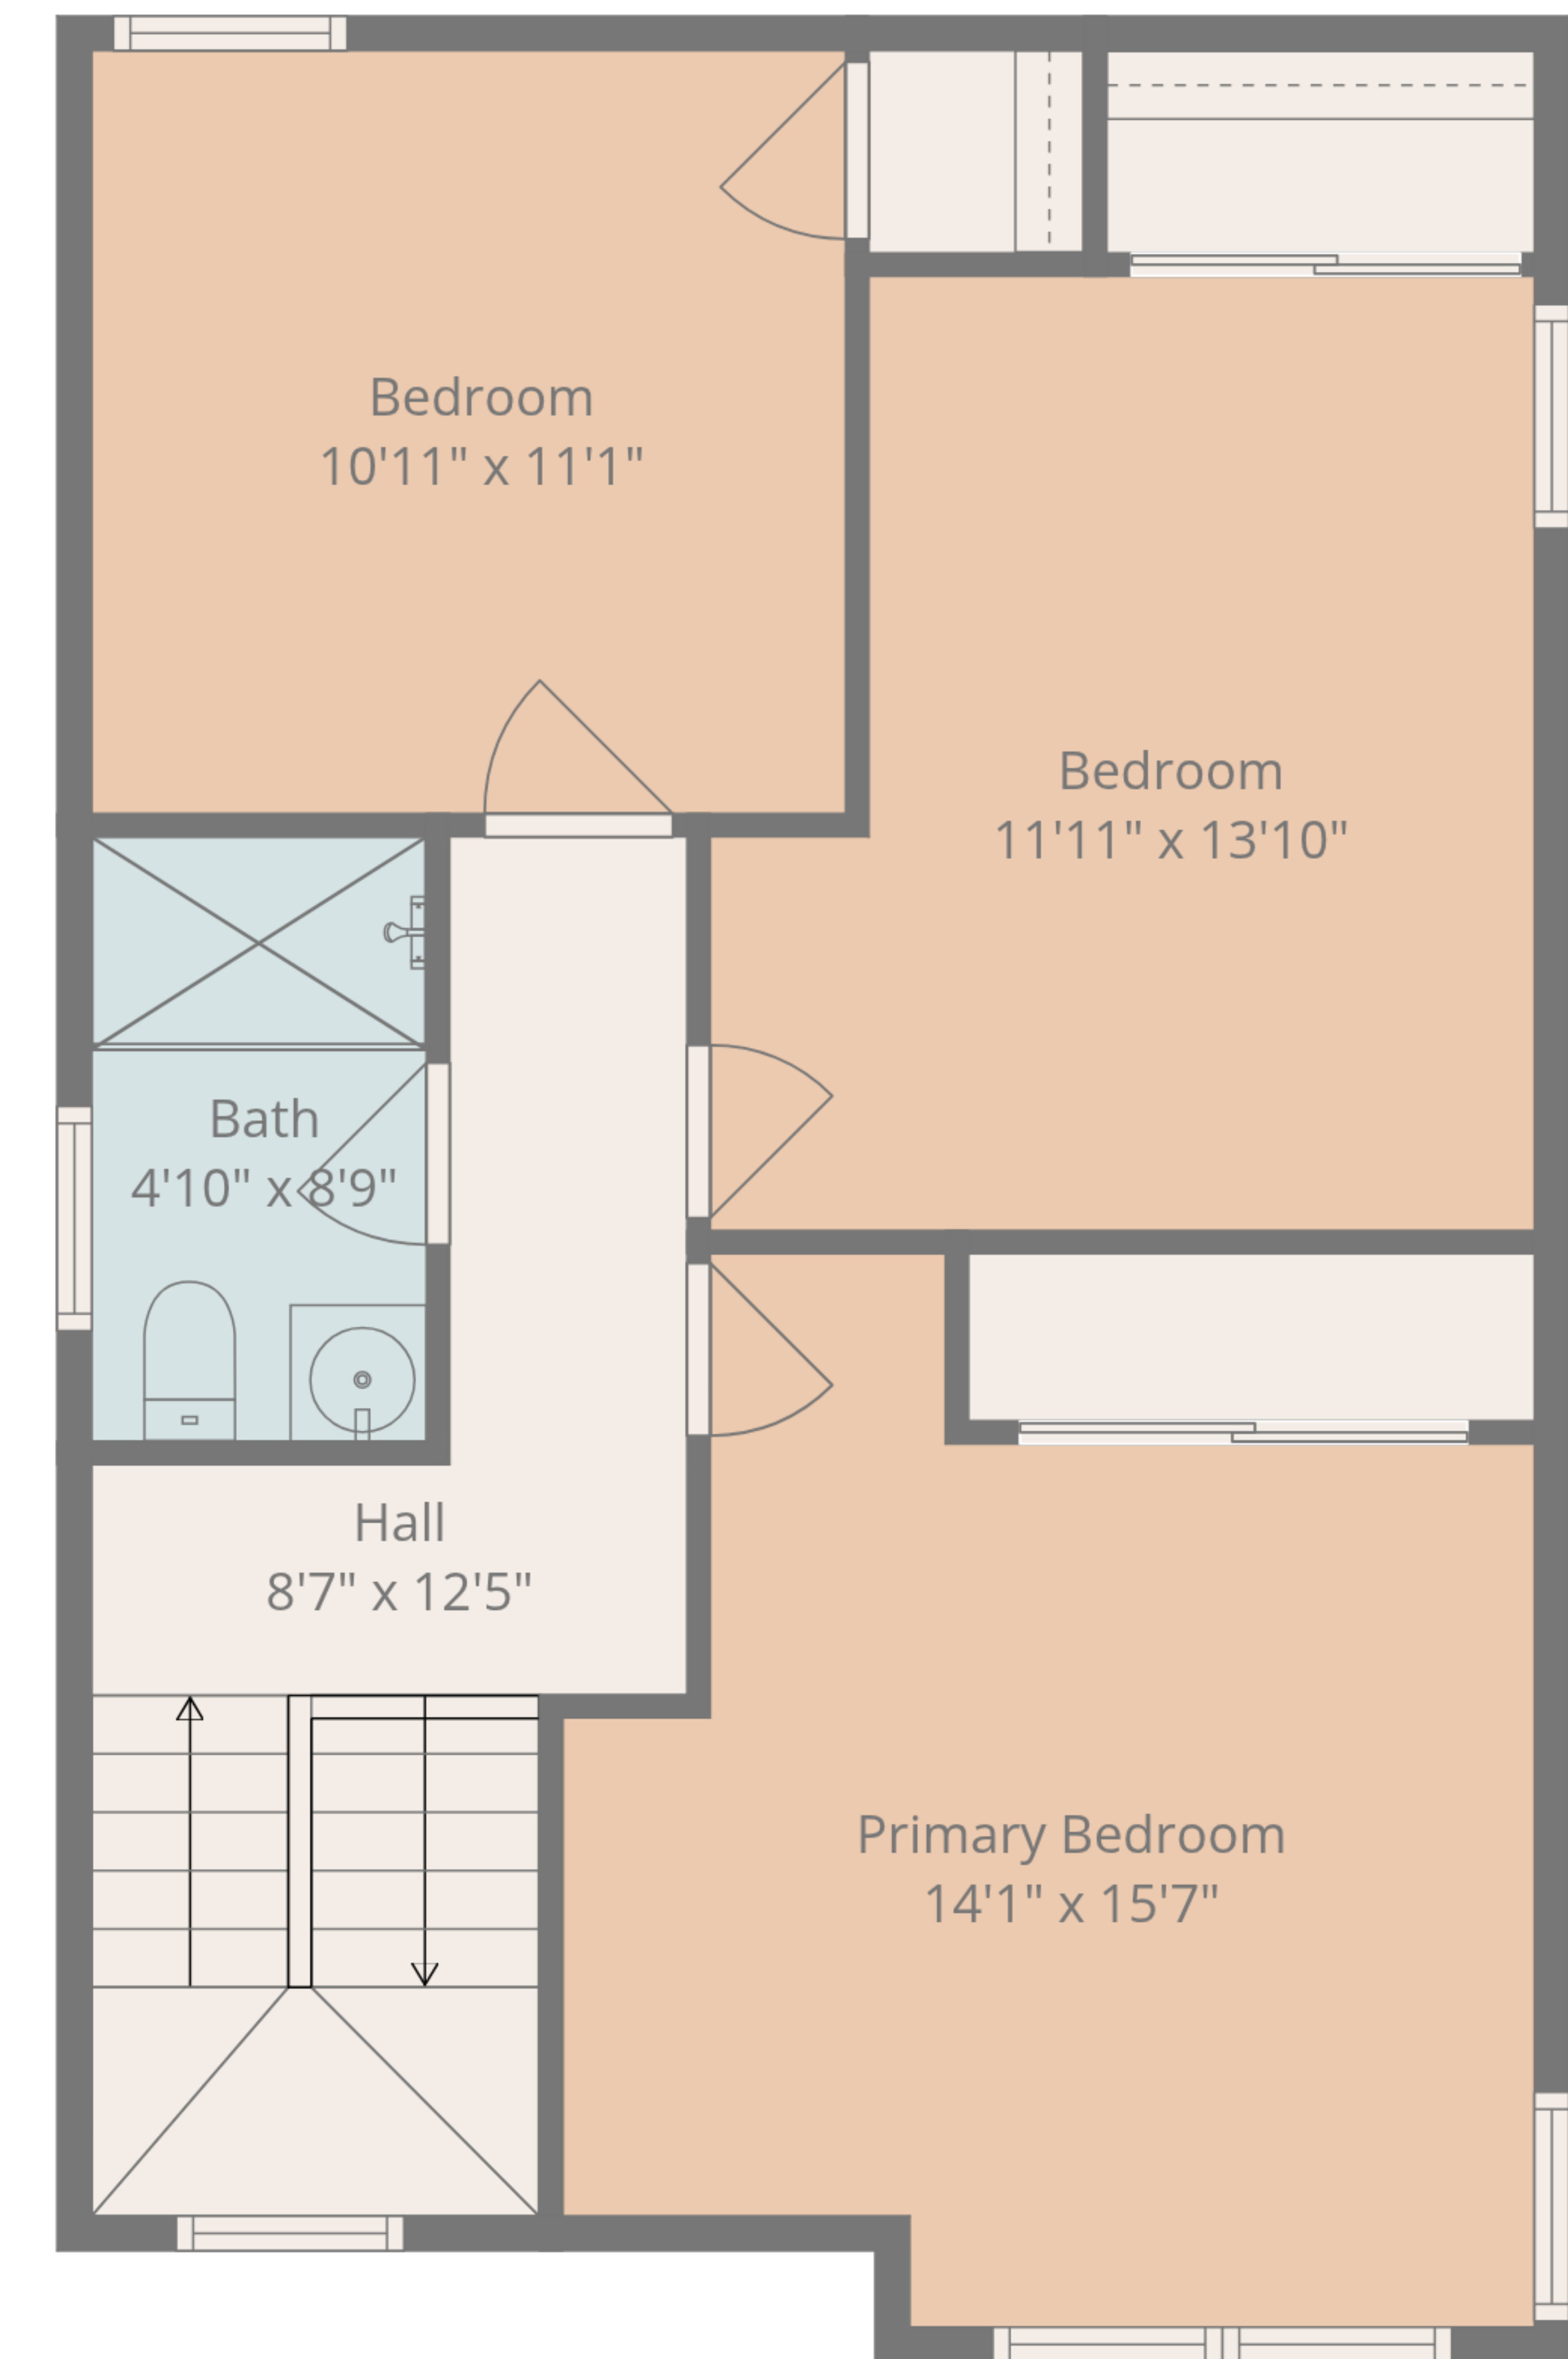 Bedroom
10'11" x 11'1"
Bedroom
11'11" x 13'10"
Bath
4'10" x 8'9"
Hall
8'7" x 12'5"
Primary Bedroom
14'1" x 15'7"